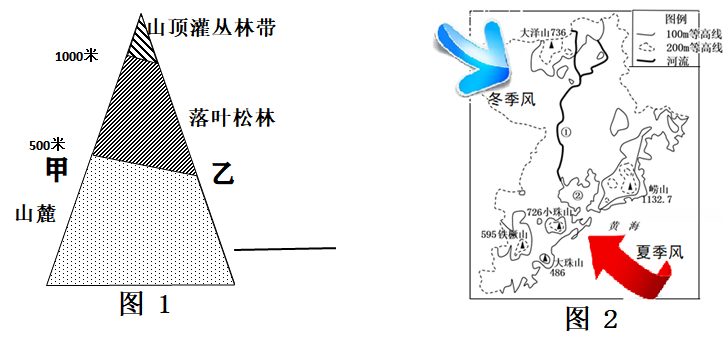 山顶灌丛林带
1000米
落叶松林
500米
甲
乙
山麓
图 1
图例
100m等高线
200m等高线
河流
大泽山736
冬季风
①
②
崂山
1132.7
726小珠山
595铁橛山
黄 海
夏季风
大珠山
486
图 2